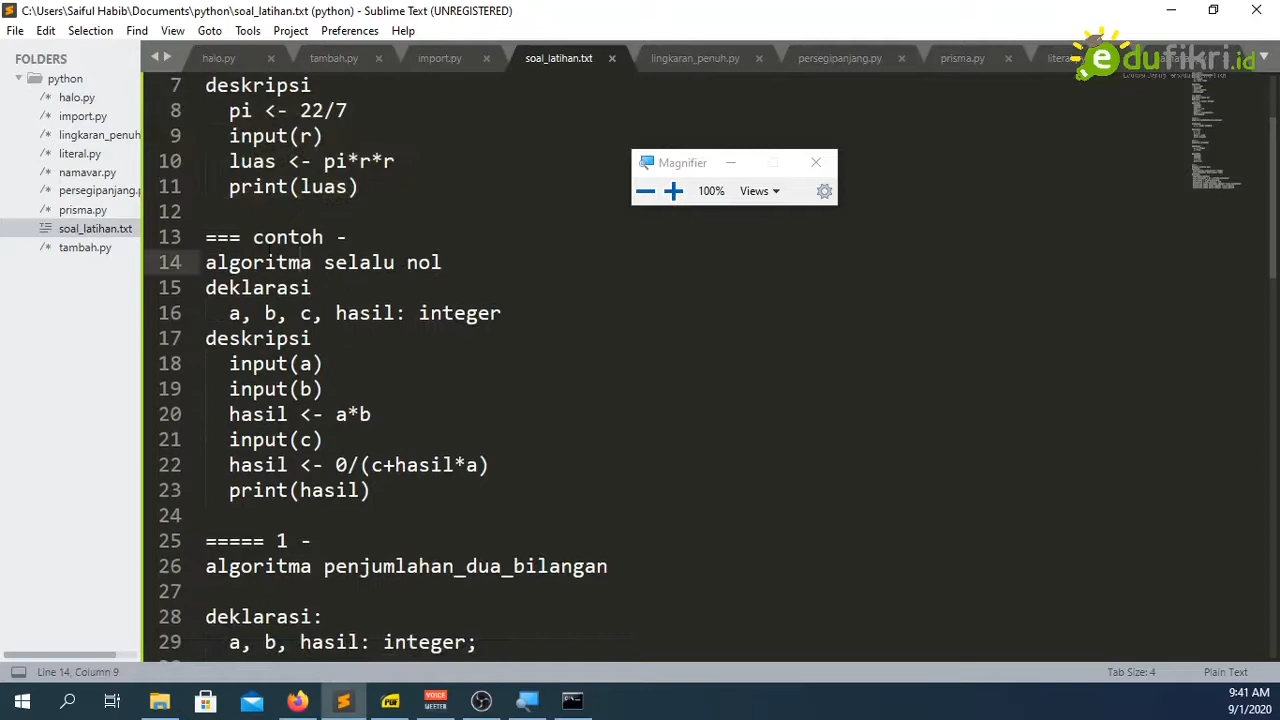 C:\Users\Saiful Habib\Documents\python\soal_latihan.txt (python) - Sublime Text (UNREGISTERED)
File Edit Selection Find View Goto Tools Project Preferences Help
FOLDERS
python
halo.py
import.py
lingkaran_penuh
literal.py
namavar.py
persegipanjang.p
prisma.py
soal_latihan.txt
tambah.py
halo.py tambah.py import.py soal_latihan.txt lingkaran_penuh.py persegipanjang.py prisma.py
edufikri.id
7 deskripsi
8 pi <- 22/7
9 input(r)
10 luas <- pi*r*r
11 print(luas)
12
13 === contoh -
14 algoritma selalu nol
15 deklarasi
16 a, b, c, hasil: integer
17 deskripsi
18 input(a)
19 input(b)
20 hasil <- a*b
21 input(c)
22 hasil <- 0/(c+hasil*a)
23 print(hasil)
24
25 ===== 1 -
26 algoritma penjumlahan_dua_bilangan
27
28 deklarasi:
29 a, b, hasil: integer;
Magnifier
100% Views
Line 14, Column 9
Tab Size: 4 Plain Text
PDF
VOICE
MEETER
9:41 AM
9/1/2020